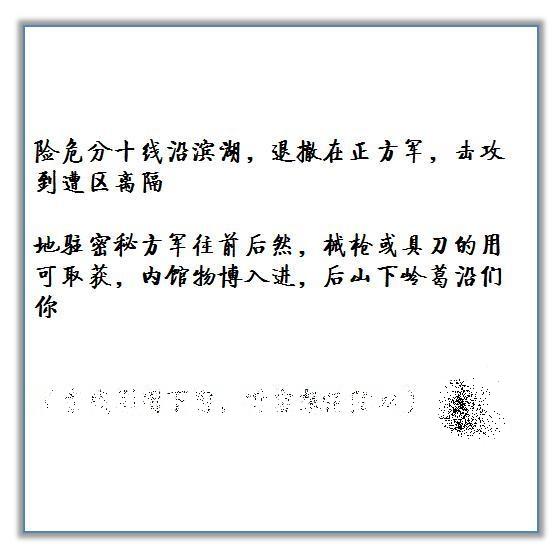 险危分十线沿滨湖，退撤在正方军，击攻
到遭区离隔
地驻密秘方军往前后然，械枪或具刀的用
可取获，内馆物博入进，后山下岭葛沿们
你